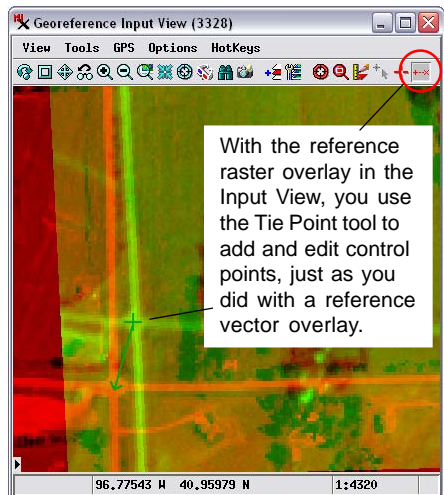 Georeference Input View (3328)
View Tools GPS Options HotKeys
With the reference
raster overlay in the
Input View, you use
the Tie Point tool to
add and edit control
points, just as you
did with a reference
vector overlay.
96.77543 W 40.95979 N 1:4320